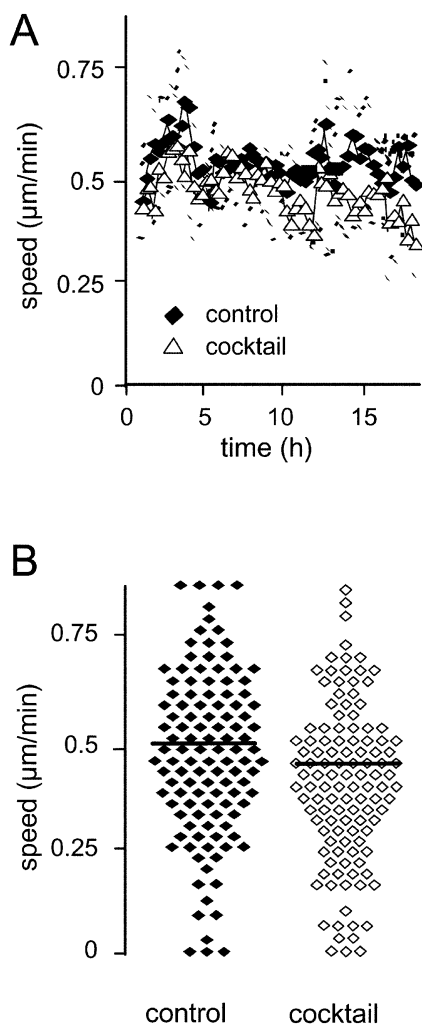 A
0.75
0.5
0.25
0
speed (µm/min)
control
cocktail
0 5 10 15
time (h)
B
0.75
0.5
0.25
0
speed (µm/min)
control cocktail